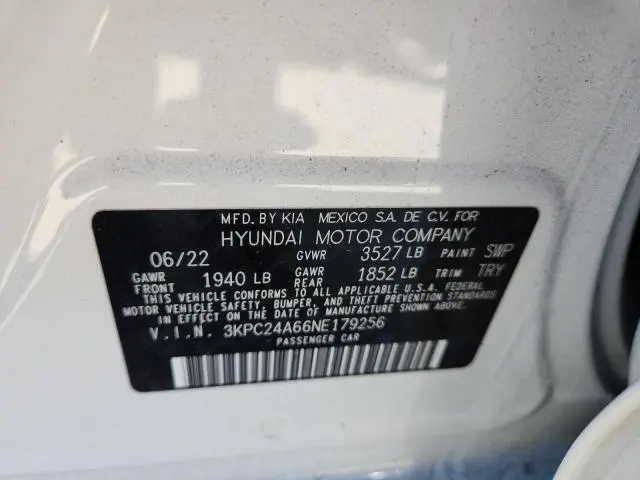 MFD. BY KIA MEXICO S.A. DE C.V. FOR
HYUNDAI MOTOR COMPANY
06/22 GVWR 3527 LB PAINT SWP
GAWR FRONT 1940 LB GAWR REAR 1852 LB TRIM TRY
THIS VEHICLE CONFORMS TO ALL APPLICABLE U.S.A. FEDERAL
MOTOR VEHICLE SAFETY, BUMPER, AND THEFT PREVENTION STANDARDS
IN EFFECT ON THE DATE OF MANUFACTURE SHOWN ABOVE.
V.I.N. 3KPC24A66NE179256
PASSENGER CAR